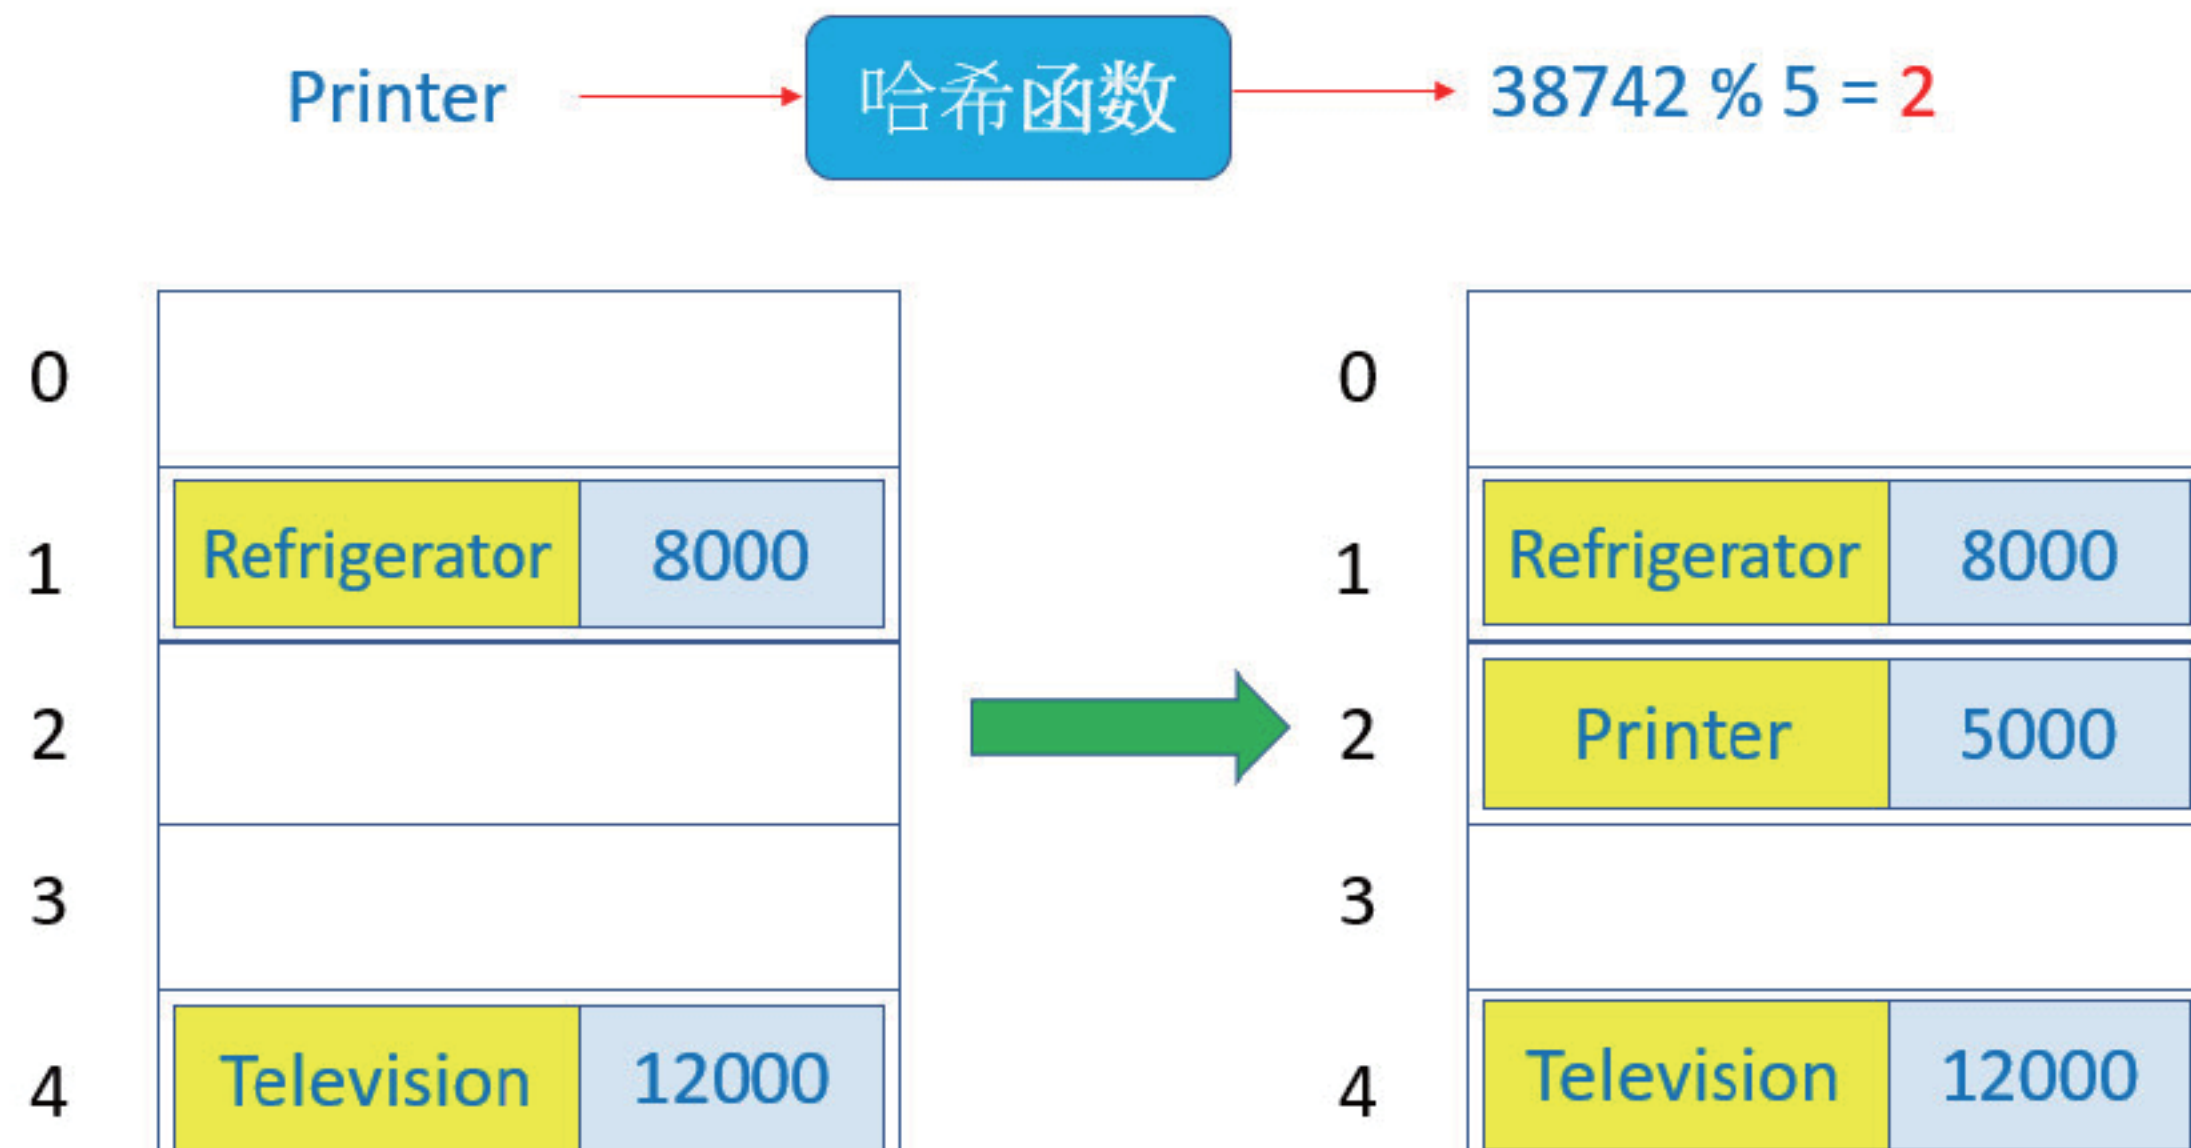 Printer 哈希函数 38742 % 5 = 2
0 0
1 Refrigerator 8000 1 Refrigerator 8000
2 2 Printer 5000
3 3
4 Television 12000 4 Television 12000